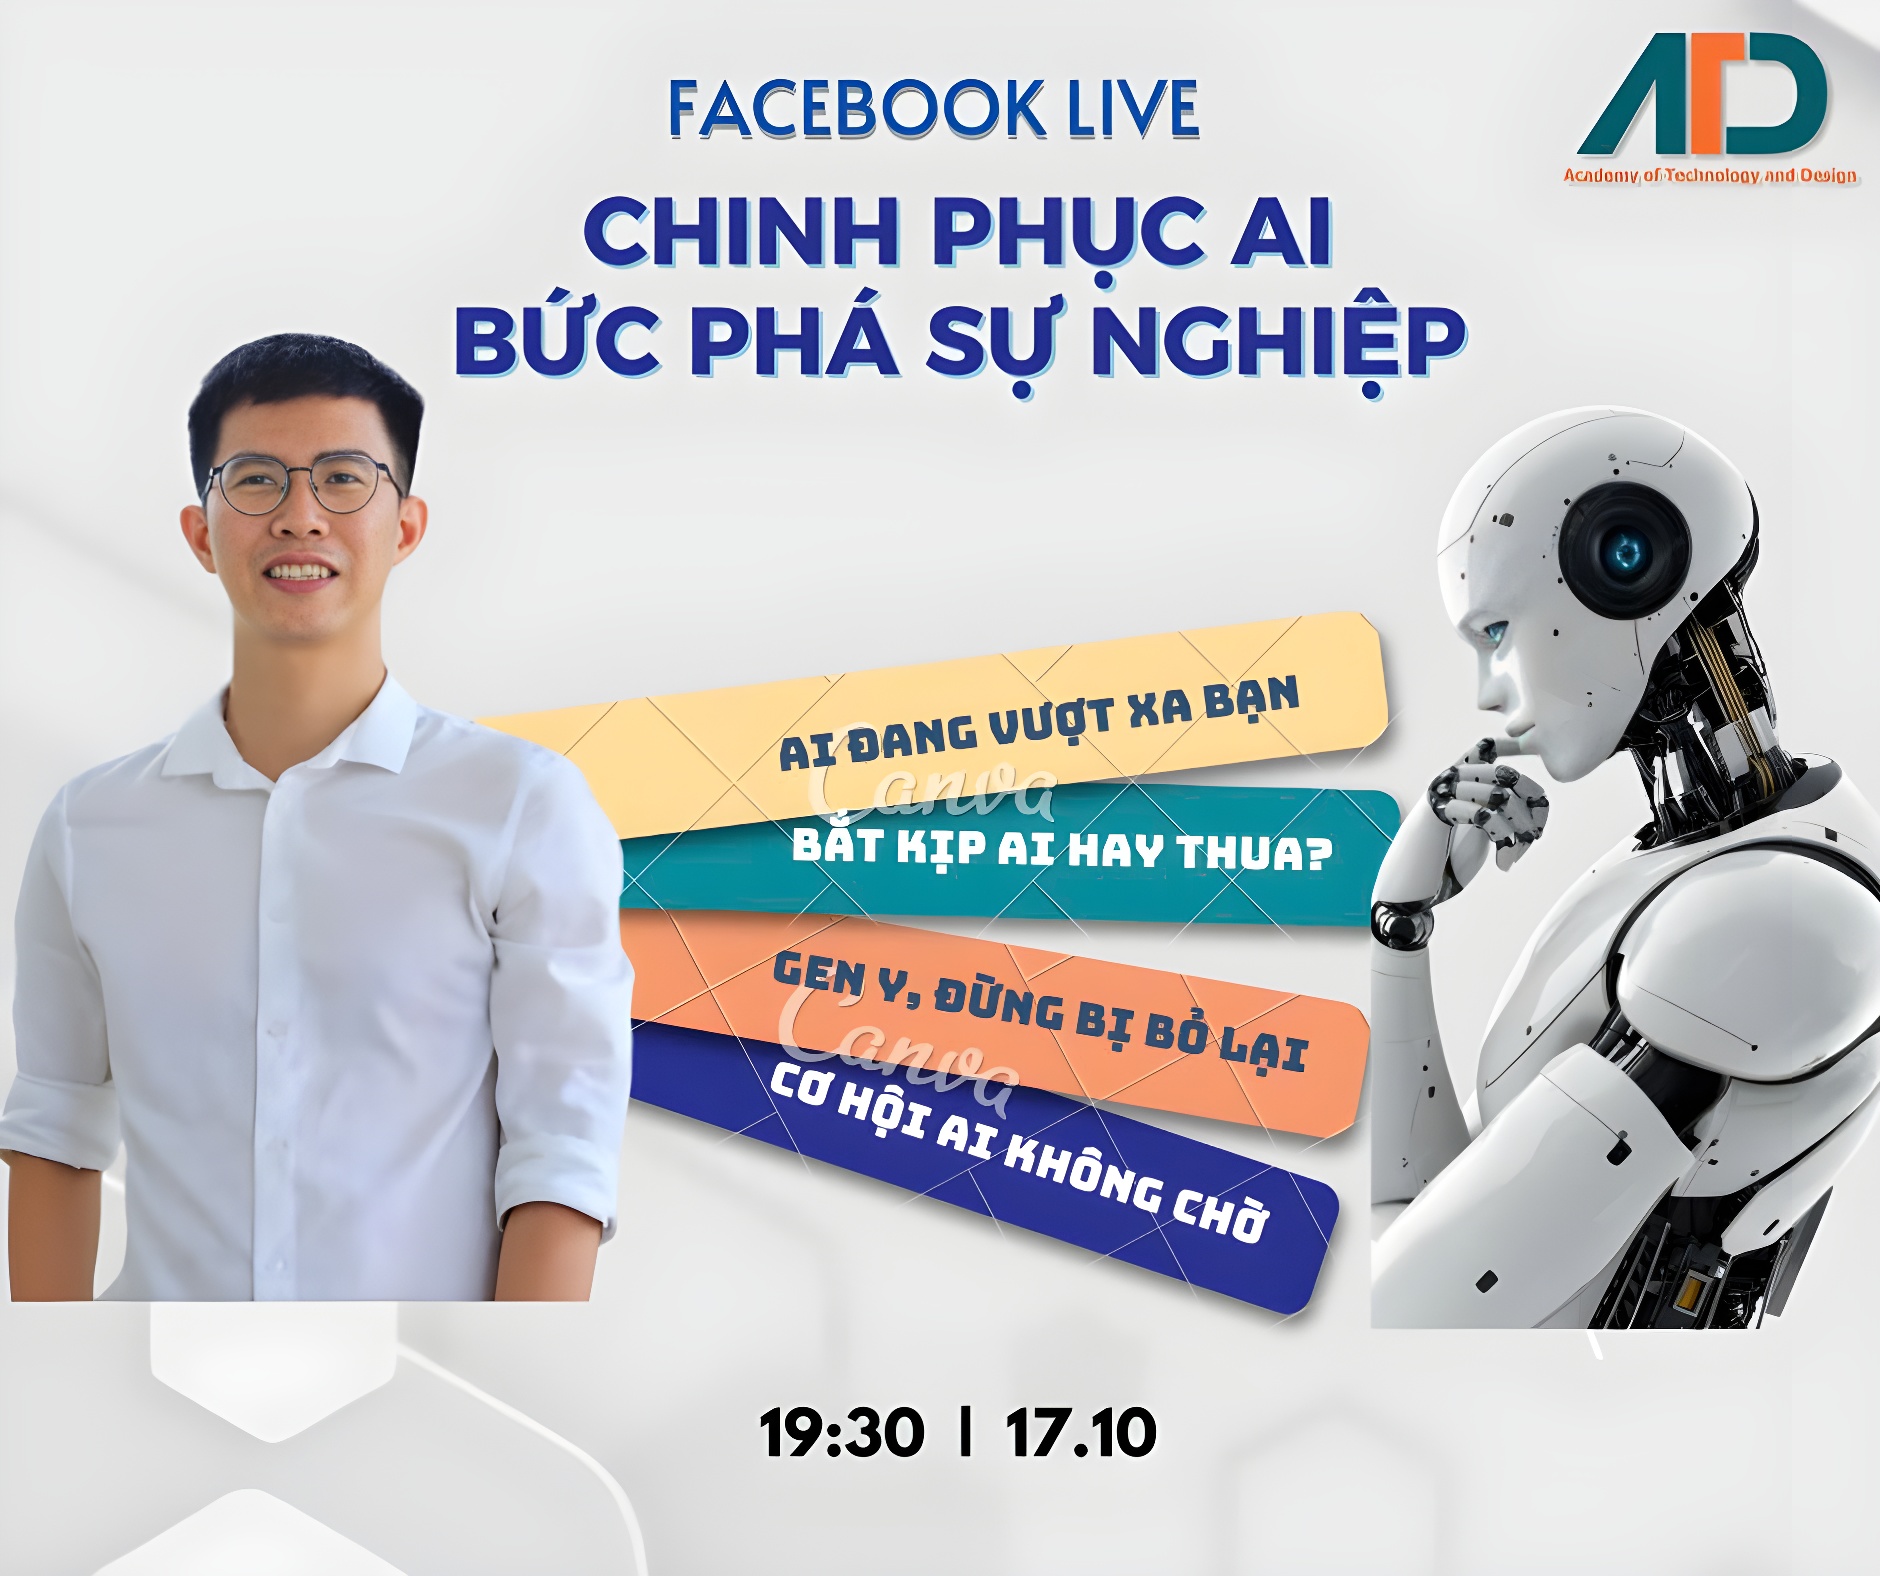 FACEBOOK LIVE
ATD
Academy of Technology and Design
CHINH PHỤC AI
BỨC PHÁ SỰ NGHIỆP
AI ĐANG VƯỢT XA BẠN
Canva
BẮT KỊP AI HAY THUA?
GEN Y, ĐỪNG BỊ BỎ LẠI
Canva
CƠ HỘI AI KHÔNG CHỜ
19:30 | 17.10